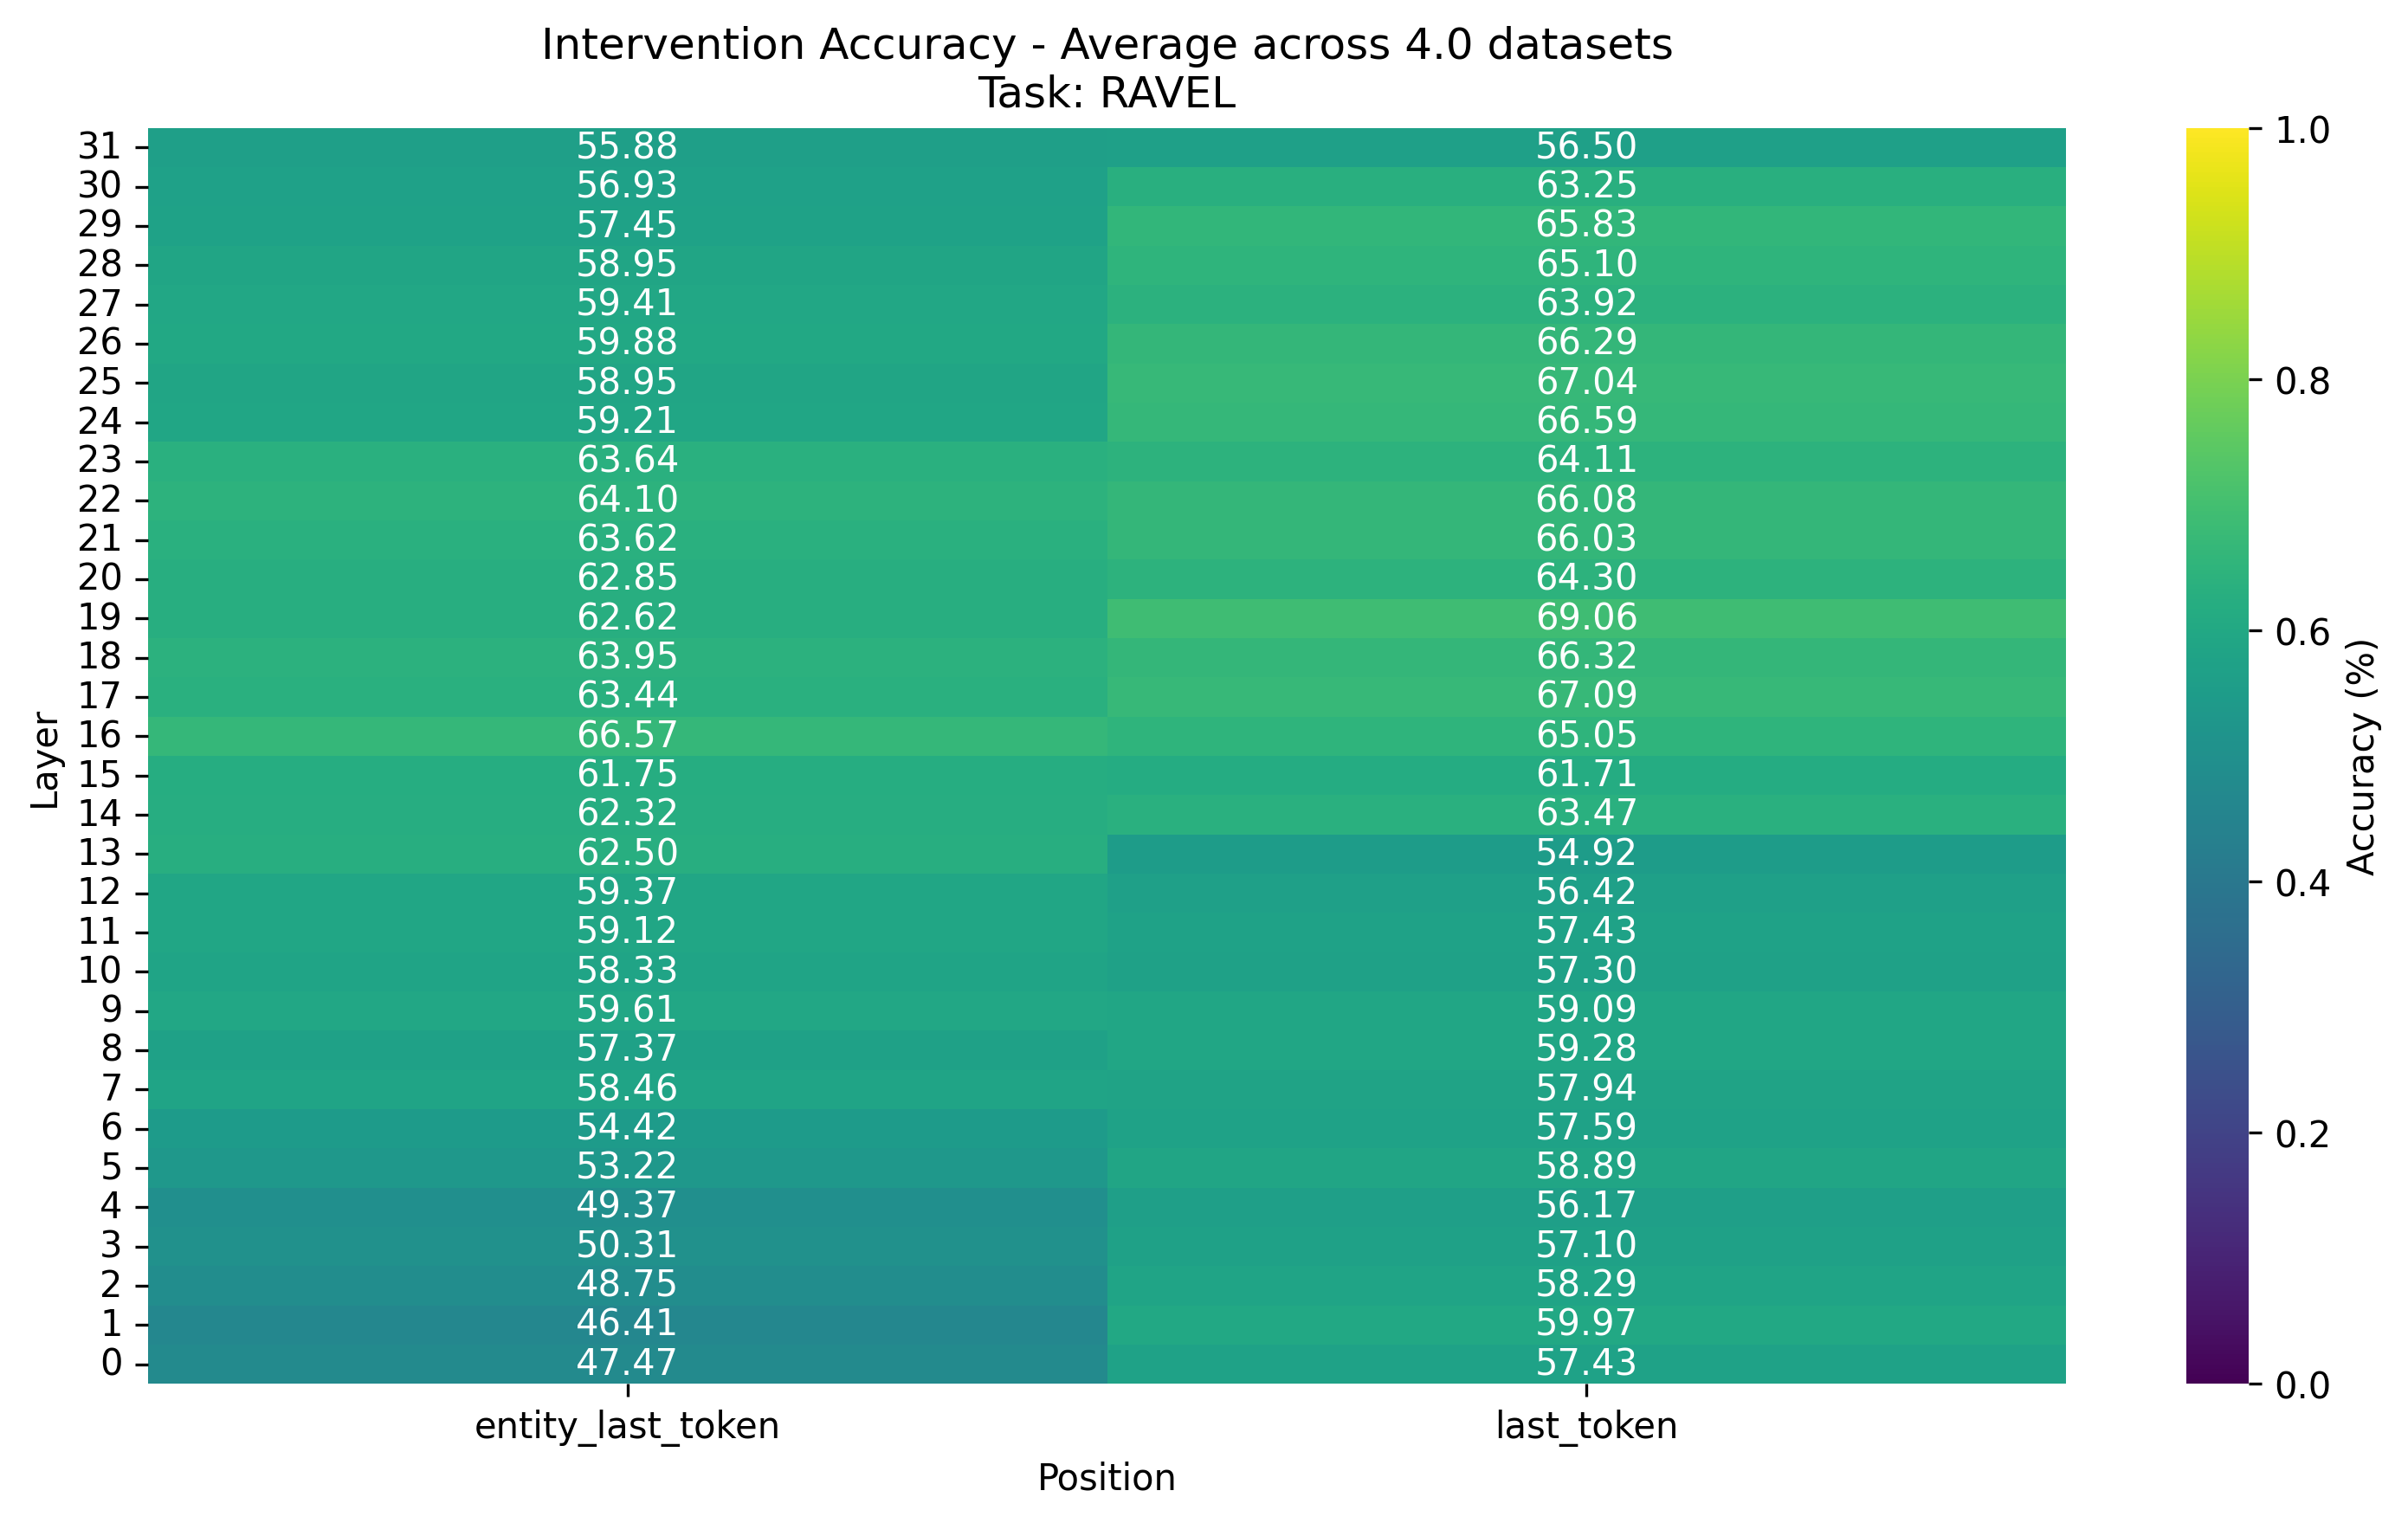 Intervention Accuracy - Average across 4.0 datasets
Task: RAVEL
31 55.88 56.50
30 56.93 63.25
29 57.45 65.83
28 58.95 65.10
27 59.41 63.92
26 59.88 66.29
25 58.95 67.04
24 59.21 66.59
23 63.64 64.11
22 64.10 66.08
21 63.62 66.03
20 62.85 64.30
19 62.62 69.06
18 63.95 66.32
17 63.44 67.09
16 66.57 65.05
15 61.75 61.71
14 62.32 63.47
13 62.50 54.92
12 59.37 56.42
11 59.12 57.43
10 58.33 57.30
9 59.61 59.09
8 57.37 59.28
7 58.46 57.94
6 54.42 57.59
5 53.22 58.89
4 49.37 56.17
3 50.31 57.10
2 48.75 58.29
1 46.41 59.97
0 47.47 57.43
entity_last_token last_token
Position
Layer
1.0
0.8
0.6
0.4
0.2
0.0
Accuracy (%)